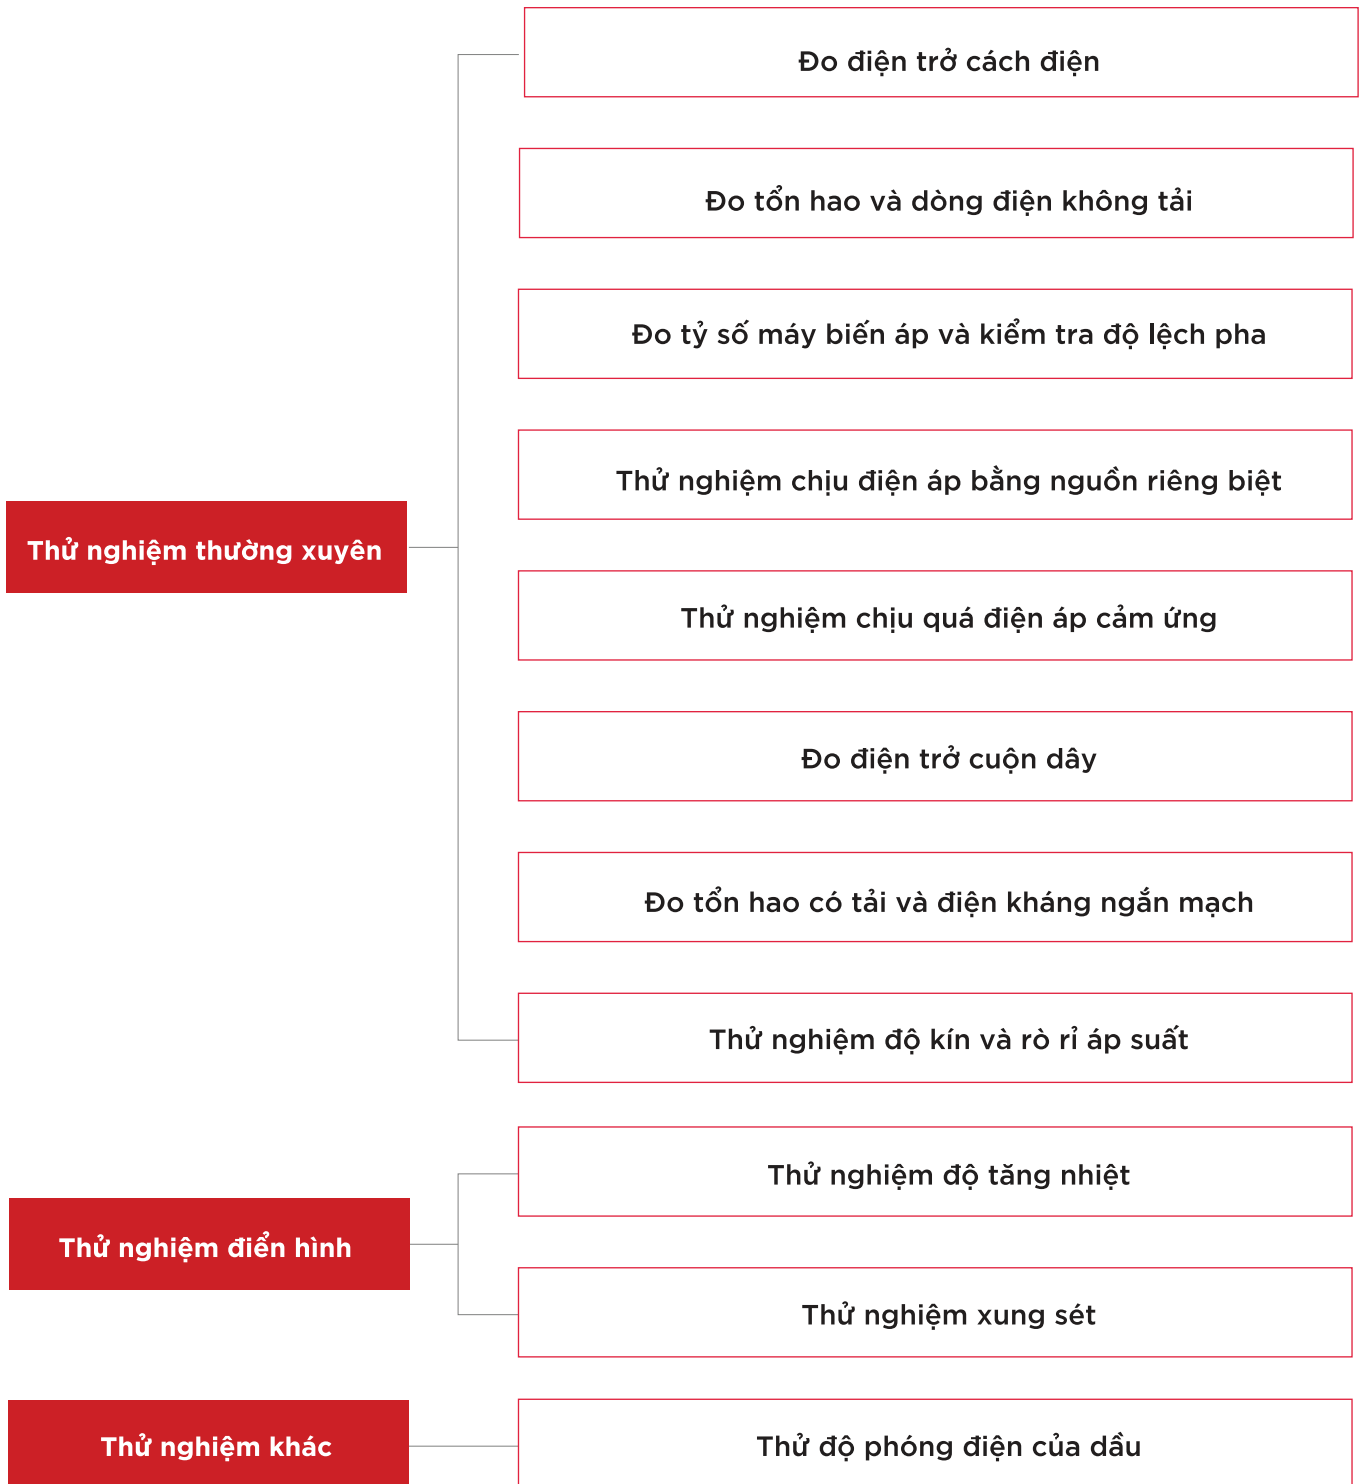 Đo điện trở cách điện
Đo tổn hao và dòng điện không tải
Đo tỷ số máy biến áp và kiểm tra độ lệch pha
Thử nghiệm chịu điện áp bằng nguồn riêng biệt
Thử nghiệm thường xuyên
Thử nghiệm chịu quá điện áp cảm ứng
Đo điện trở cuộn dây
Đo tổn hao có tải và điện kháng ngắn mạch
Thử nghiệm độ kín và rò rỉ áp suất
Thử nghiệm độ tăng nhiệt
Thử nghiệm điển hình
Thử nghiệm xung sét
Thử nghiệm khác
Thử độ phóng điện của dầu